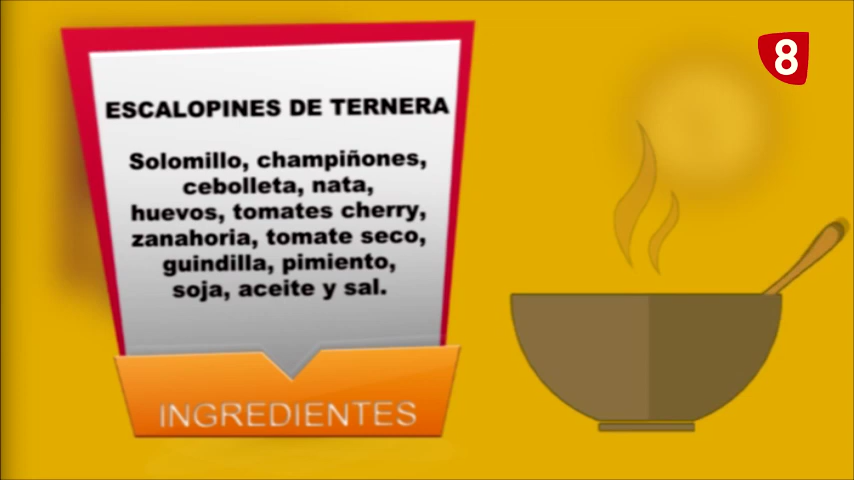 8
ESCALOPINES DE TERNERA
Solomillo, champiñones,
cebolleta, nata,
huevos, tomates cherry,
zanahoria, tomate seco,
guindilla, pimiento,
soja, aceite y sal.
INGREDIENTES